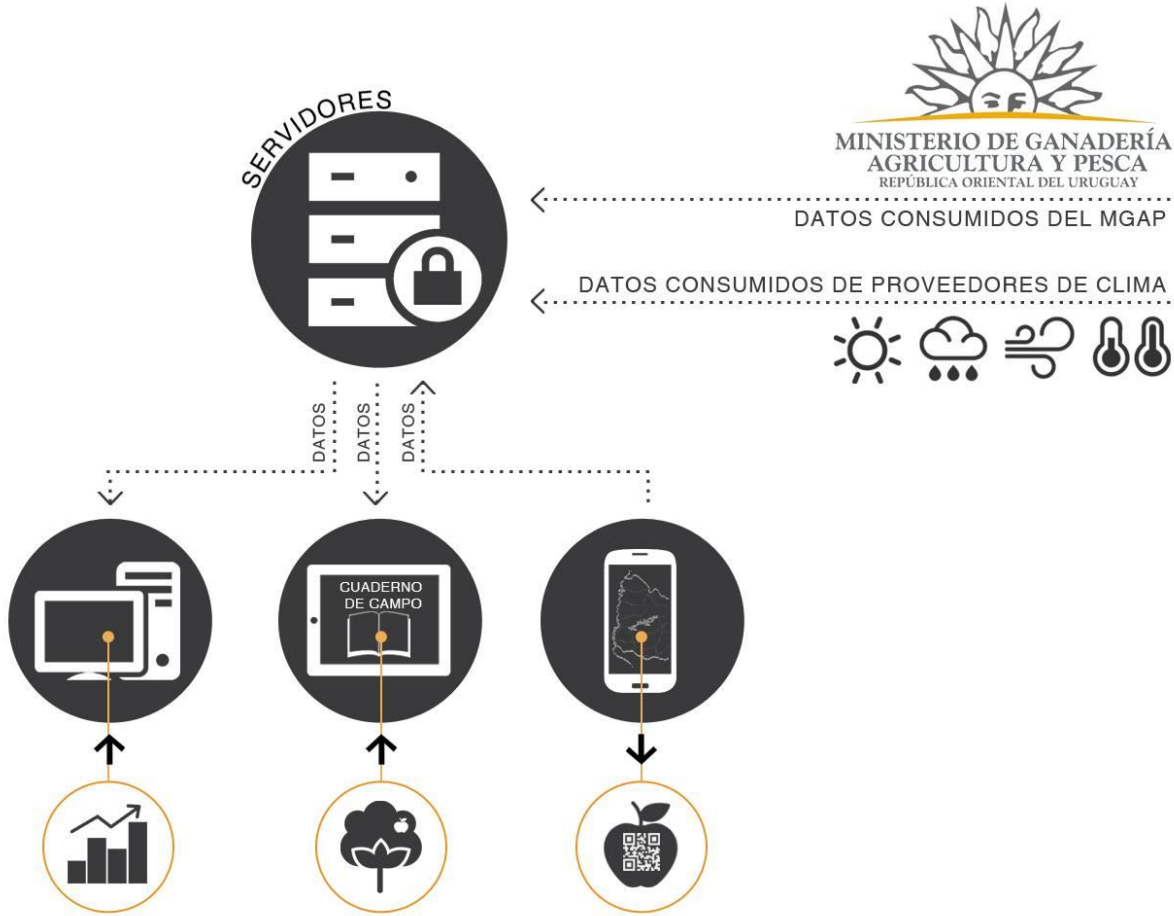 SERVIDORES
MINISTERIO DE GANADERÍA
AGRICULTURA Y PESCA
REPÚBLICA ORIENTAL DEL URUGUAY
DATOS CONSUMIDOS DEL MGAP
DATOS CONSUMIDOS DE PROVEEDORES DE CLIMA
DATOS
DATOS
DATOS
CUADERNO
DE CAMPO